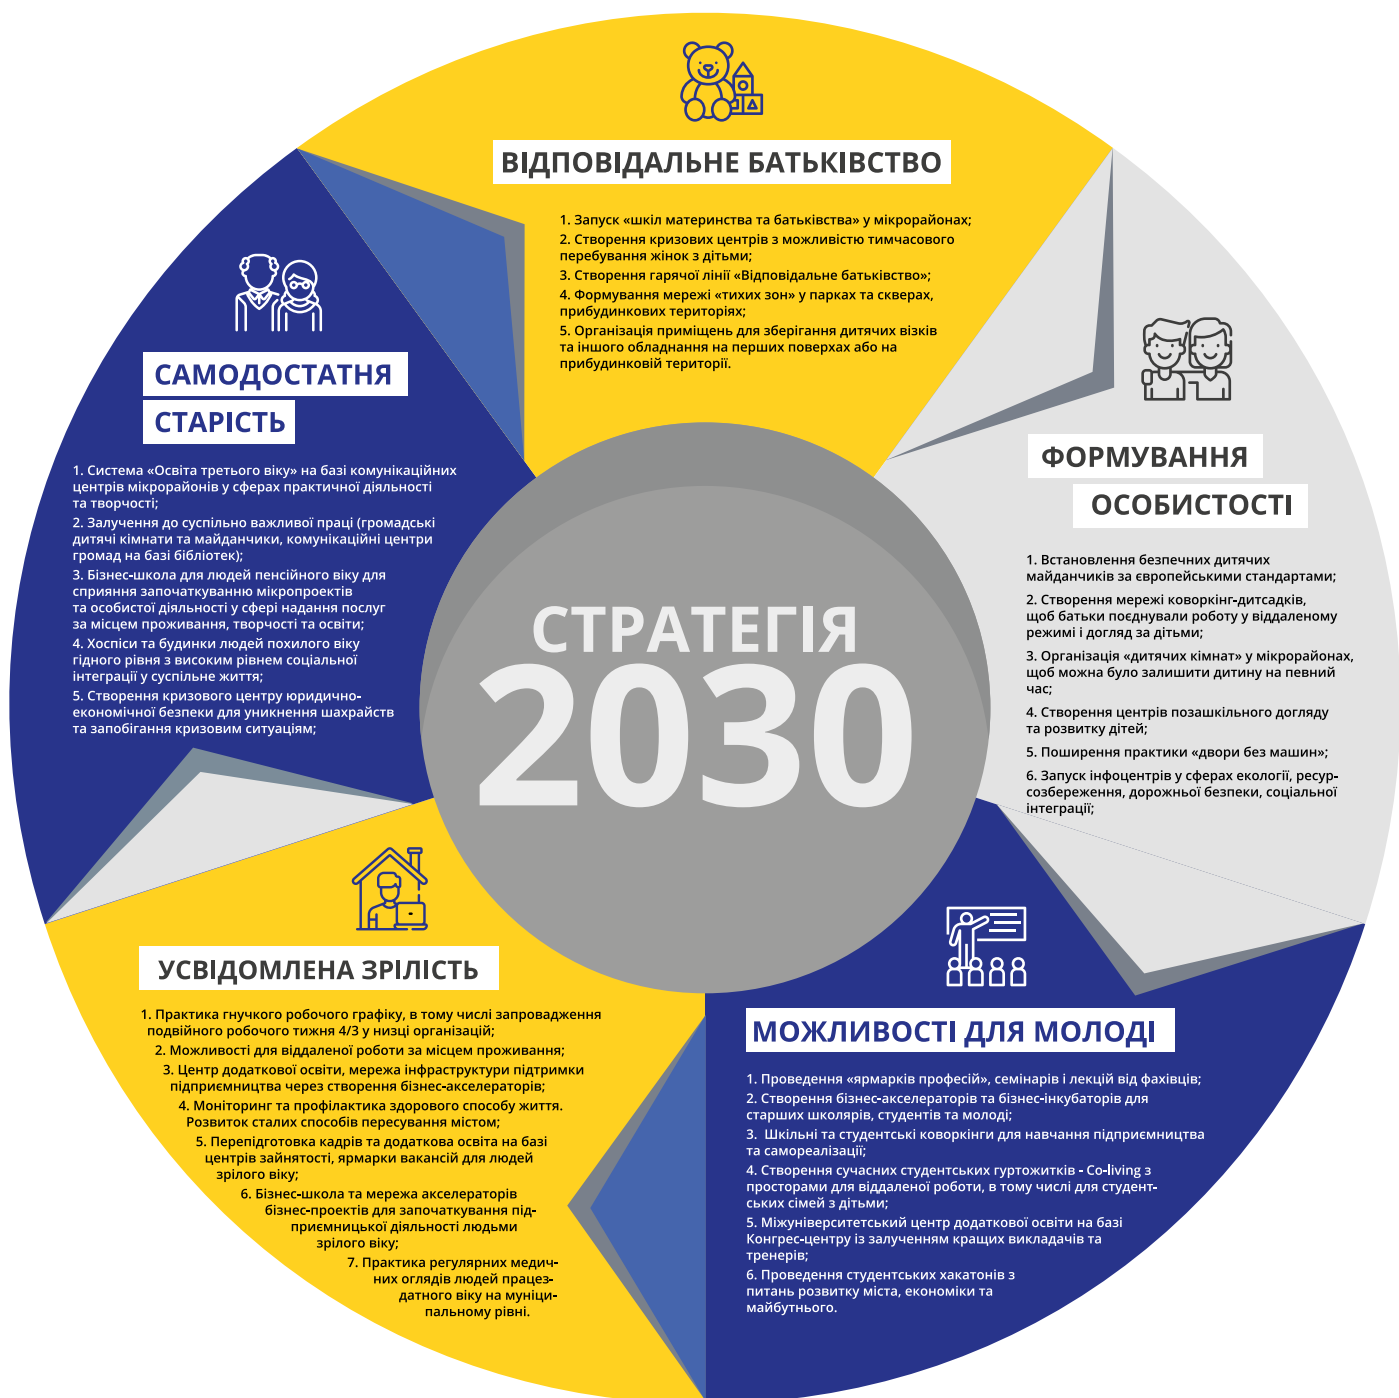 ВІДПОВІДАЛЬНЕ БАТЬКІВСТВО
1. Запуск «шкіл материнства та батьківства» у мікрорайонах;
2. Створення кризових центрів з можливістю тимчасового
перебування жінок з дітьми;
3. Створення гарячої лінії «Відповідальне батьківство»;
4. Формування мережі «тихих зон» у парках та скверах,
прибудинкових територіях;
5. Організація приміщень для зберігання дитячих візків
та іншого обладнання на перших поверхах або на
прибудинковій території.
ФОРМУВАННЯ
ОСОБИСТОСТІ
1. Встановлення безпечних дитячих
майданчиків за європейськими стандартами;
2. Створення мережі коворкінг-дитсадків,
щоб батьки поєднували роботу у віддаленому
режимі і догляд за дітьми;
3. Організація «дитячих кімнат» у мікрорайонах,
щоб можна було залишити дитину на певний
час;
4. Створення центрів позашкільного догляду
та розвитку дітей;
5. Поширення практики «двори без машин»;
6. Запуск інфоцентрів у сферах екології, ресур-
созбереження, дорожньої безпеки, соціальної
інтеграції;
МОЖЛИВОСТІ ДЛЯ МОЛОДІ
1. Проведення «ярмарків професій», семінарів і лекцій від фахівців;
2. Створення бізнес-акселераторів та бізнес-інкубаторів для
старших школярів, студентів та молоді;
3. Шкільні та студентські коворкінги для навчання підприємництва
та самореалізації;
4. Створення сучасних студентських гуртожитків - Co-living з
просторами для віддаленої роботи, в тому числі для студент-
ських сімей з дітьми;
5. Міжуніверситетський центр додаткової освіти на базі
Конгрес-центру із залученням кращих викладачів та
тренерів;
6. Проведення студентських хакатонів з
питань розвитку міста, економіки та
майбутнього.
УСВІДОМЛЕНА ЗРІЛІСТЬ
1. Практика гнучкого робочого графіку, в тому числі запровадження
подвійного робочого тижня 4/3 у низці організацій;
2. Можливості для віддаленої роботи за місцем проживання;
3. Центр додаткової освіти, мережа інфраструктури підтримки
підприємництва через створення бізнес-акселераторів;
4. Моніторинг та профілактика здорового способу життя.
Розвиток сталих способів пересування містом;
5. Перепідготовка кадрів та додаткова освіта на базі
центрів зайнятості, ярмарки вакансій для людей
зрілого віку;
6. Бізнес-школа та мережа акселераторів
бізнес-проектів для започаткування під-
приємницької діяльності людьми
зрілого віку;
7. Практика регулярних медич-
них оглядів людей працез-
датного віку на муніци-
пальному рівні.
САМОДОСТАТНЯ
СТАРІСТЬ
1. Система «Освіта третього віку» на базі комунікаційних
центрів мікрорайонів у сферах практичної діяльності
та творчості;
2. Залучення до суспільно важливої праці (громадські
дитячі кімнати та майданчики, комунікаційні центри
громад на базі бібліотек);
3. Бізнес-школа для людей пенсійного віку для
сприяння започаткуванню мікропроектів
та особистої діяльності у сфері надання послуг
за місцем проживання, творчості та освіти;
4. Хоспіси та будинки людей похилого віку
гідного рівня з високим рівнем соціальної
інтеграції у суспільне життя;
5. Створення кризового центру юридично-
економічної безпеки для уникнення шахрайств
та запобігання кризовим ситуаціям;
СТРАТЕГІЯ
2030